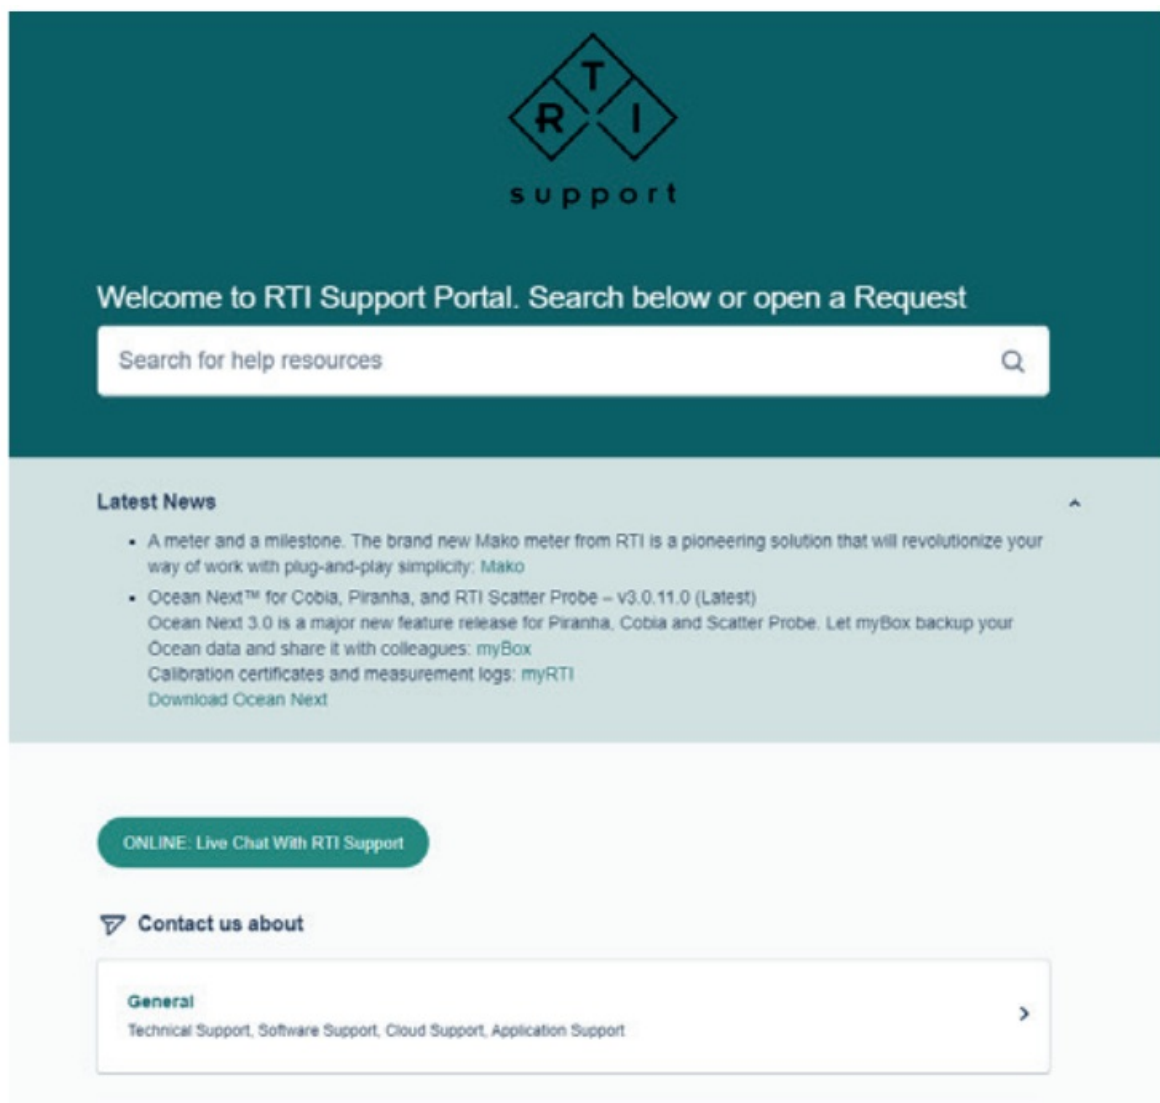 T
R I
support
Welcome to RTI Support Portal. Search below or open a Request
Search for help resources
Latest News
A meter and a milestone. The brand new Mako meter from RTI is a pioneering solution that will revolutionize your
way of work with plug-and-play simplicity: Mako
Ocean Next™ for Cobia, Piranha, and RTI Scatter Probe – v3.0.11.0 (Latest)
Ocean Next 3.0 is a major new feature release for Piranha, Cobia and Scatter Probe. Let myBox backup your
Ocean data and share it with colleagues: myBox
Calibration certificates and measurement logs: myRTI
Download Ocean Next
ONLINE: Live Chat With RTI Support
Contact us about
General
Technical Support, Software Support, Cloud Support, Application Support